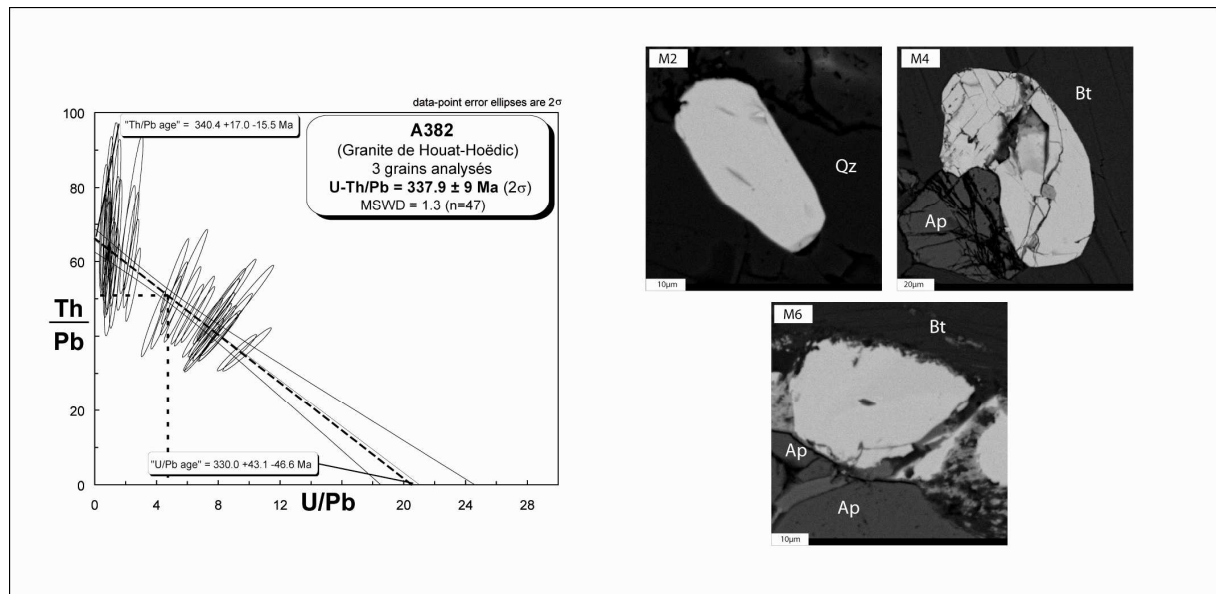 data-point error ellipses are 2σ
100
80
60
40
20
0
Th
Pb
"Th/Pb age" = 340.4 +17.0 -15.5 Ma
A382
(Granite de Houat-Hoëdic)
3 grains analysés
U-Th/Pb = 337.9 ± 9 Ma (2σ)
MSWD = 1.3 (n=47)
"U/Pb age" = 330.0 +43.1 -46.6 Ma
0 4 8 12 16 20 24 28
U/Pb
M2
Qz
10µm
M4
Bt
Ap
20µm
M6
Bt
Ap
Ap
10µm